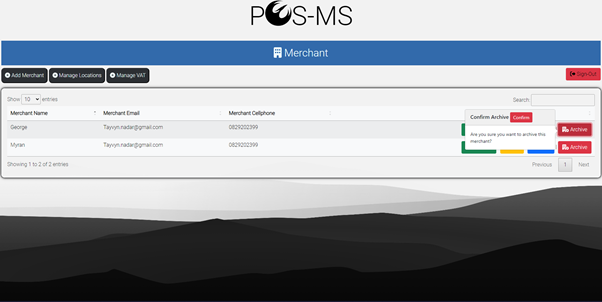 POS-MS
Merchant
Add Merchant Manage Locations Manage VAT Sign Out
Show 10 entries Search:
Merchant Name Merchant Email Merchant Cellphone
Confirm Archive Confirm
George Tayvyn.nadar@gmail.com 0829202399 Archive
Are you sure you want to archive this
merchant?
Myran Tayvyn.nadar@gmail.com 0829202399 Archive
Showing 1 to 2 of 2 entries Previous 1 Next